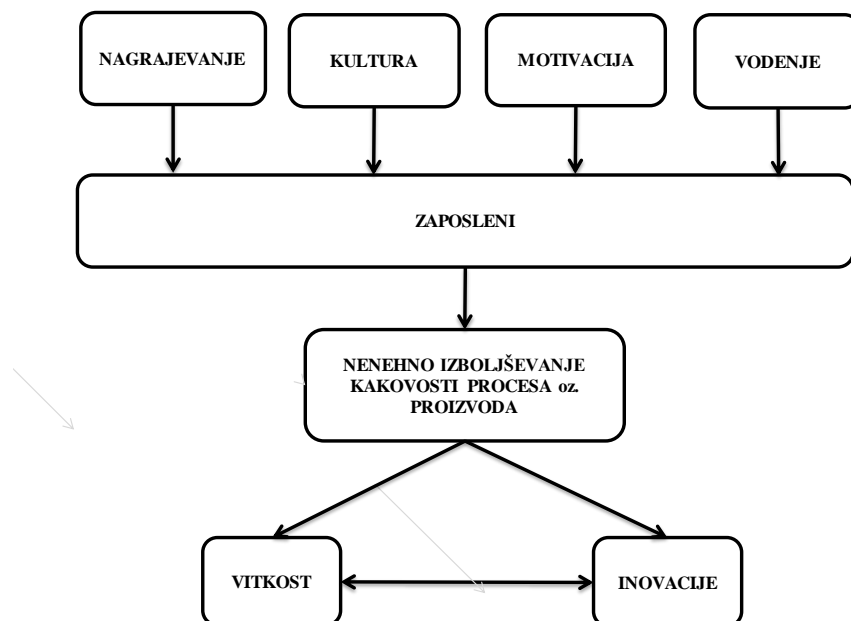 NAGRAJEVANJE
KULTURA
MOTIVACIJA
VODENJE
ZAPOSLENI
NENEHNO IZBOLJŠEVANJE
KAKOVOSTI PROCESA oz.
PROIZVODA
VITKOST
INOVACIJE